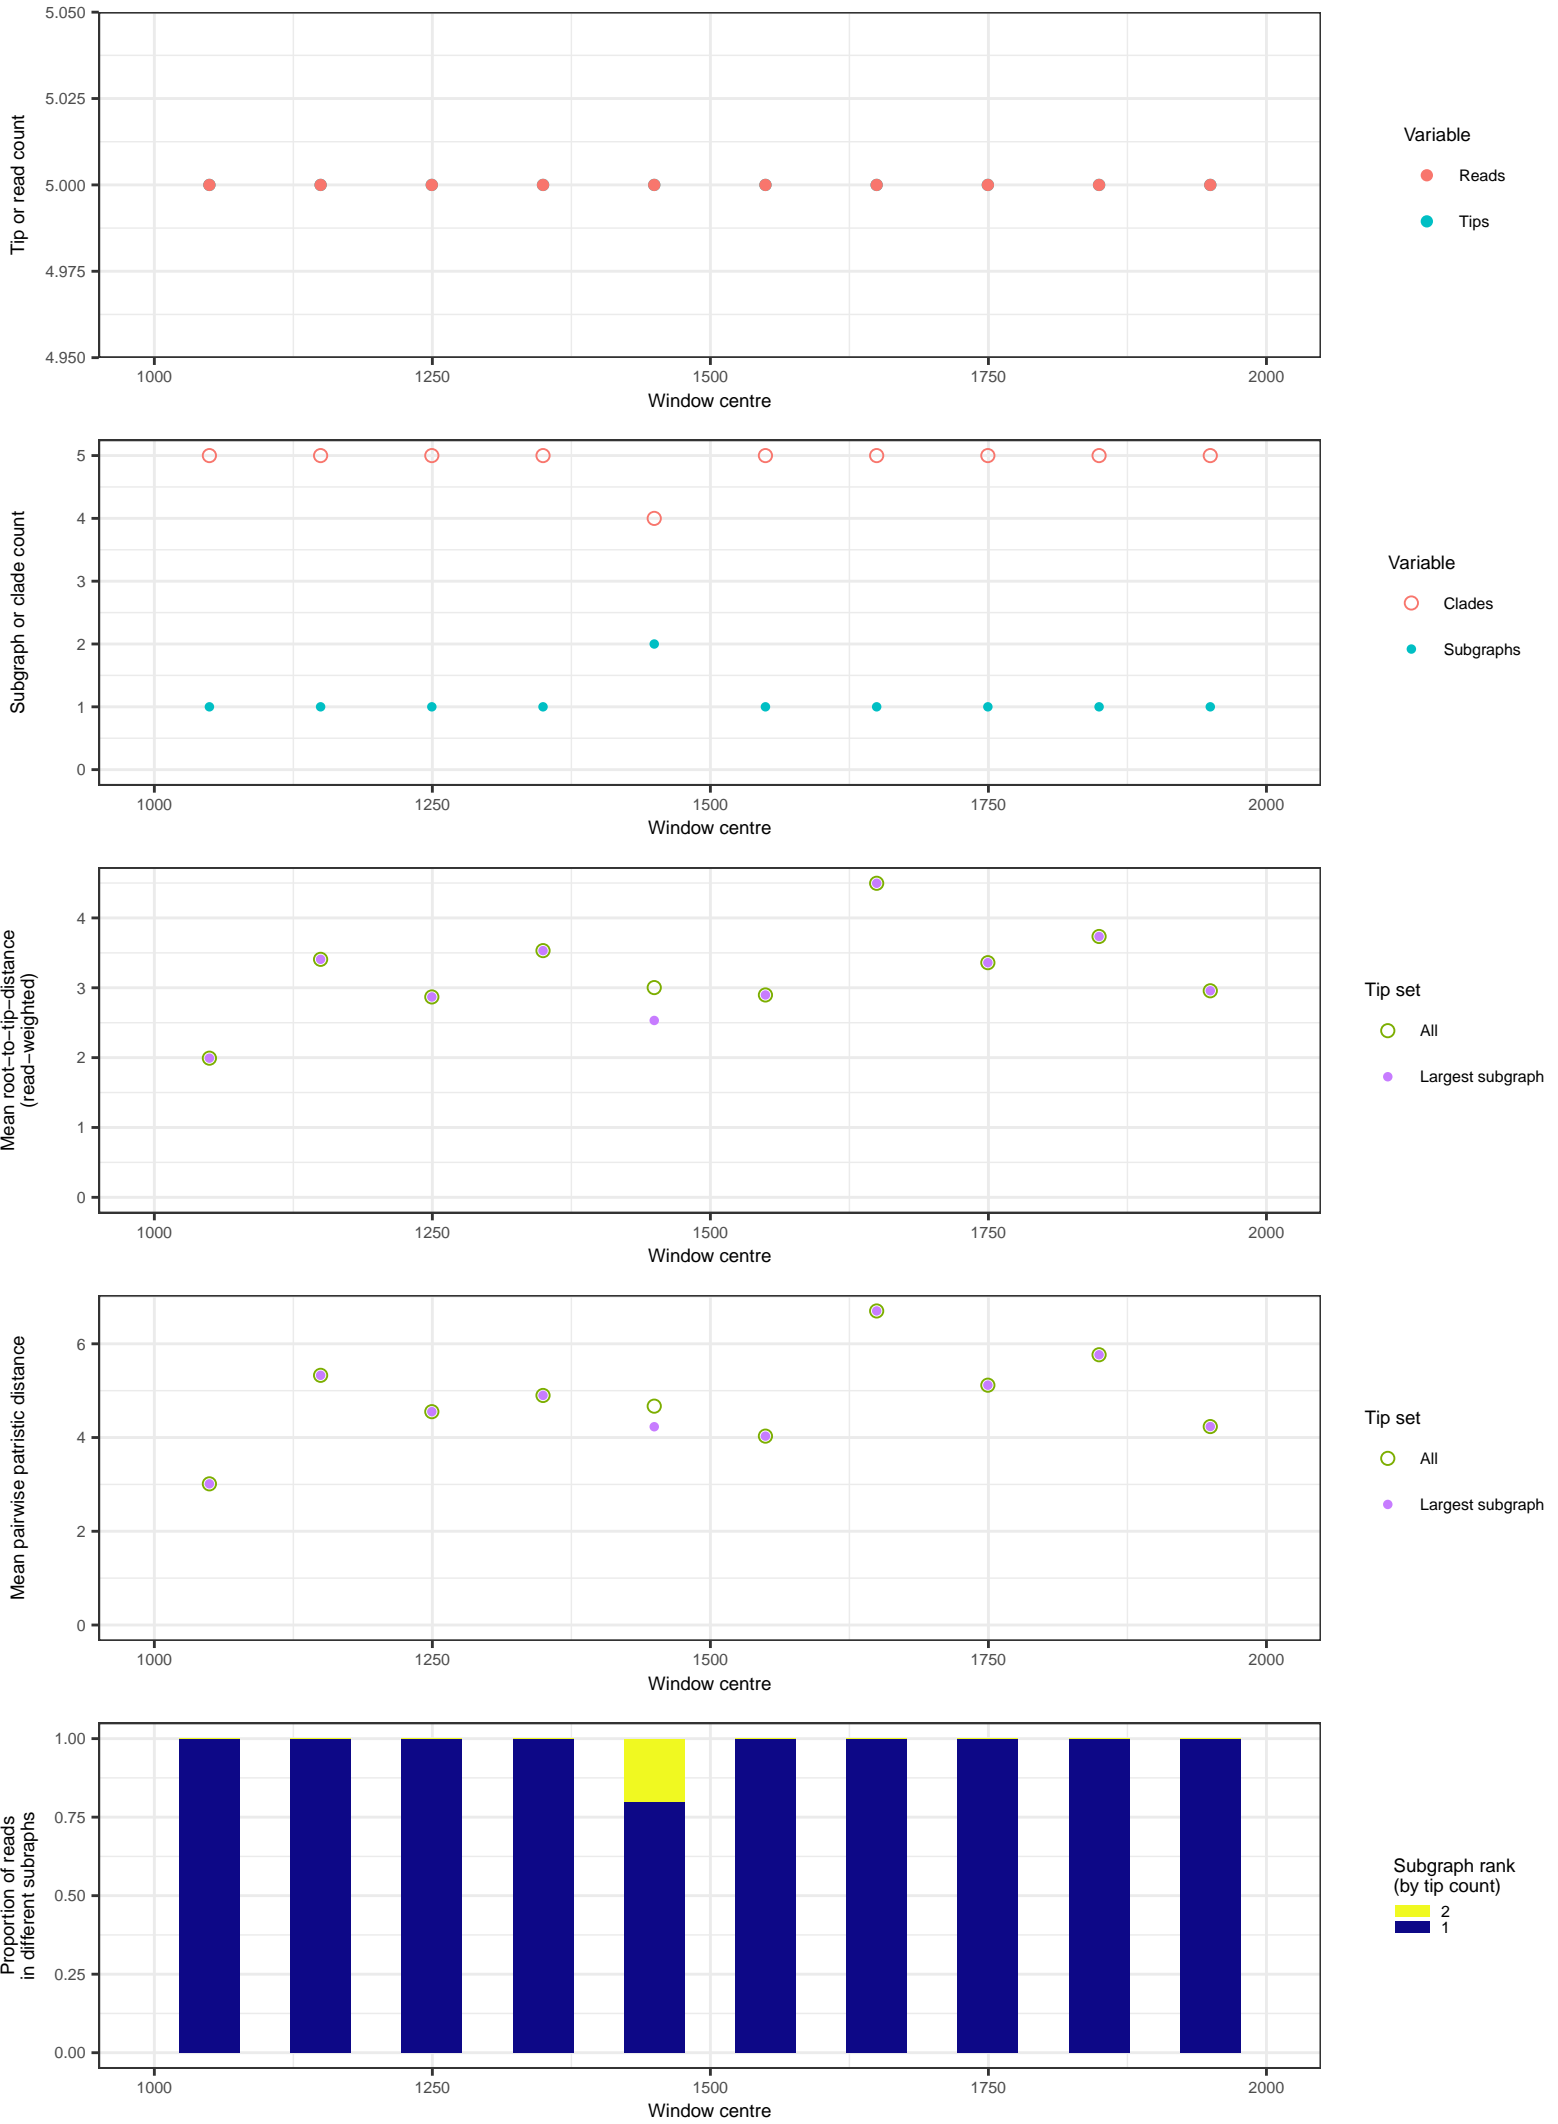 5.050
5.025
5.000
4.975
4.950
Tip or read count
1000 1250 1500 1750 2000
Window centre
Variable
Reads
Tips
5
4
3
2
1
0
Subgraph or clade count
1000 1250 1500 1750 2000
Window centre
Variable
Clades
Subgraphs
4
3
2
1
0
Mean root−to−tip−distance
(read−weighted)
1000 1250 1500 1750 2000
Window centre
Tip set
All
Largest subgraph
6
4
2
0
Mean pairwise patristic distance
1000 1250 1500 1750 2000
Window centre
Tip set
All
Largest subgraph
1.00
0.75
0.50
0.25
0.00
Proportion of reads
in different subraphs
1000 1250 1500 1750 2000
Window centre
Subgraph rank
(by tip count)
2
1